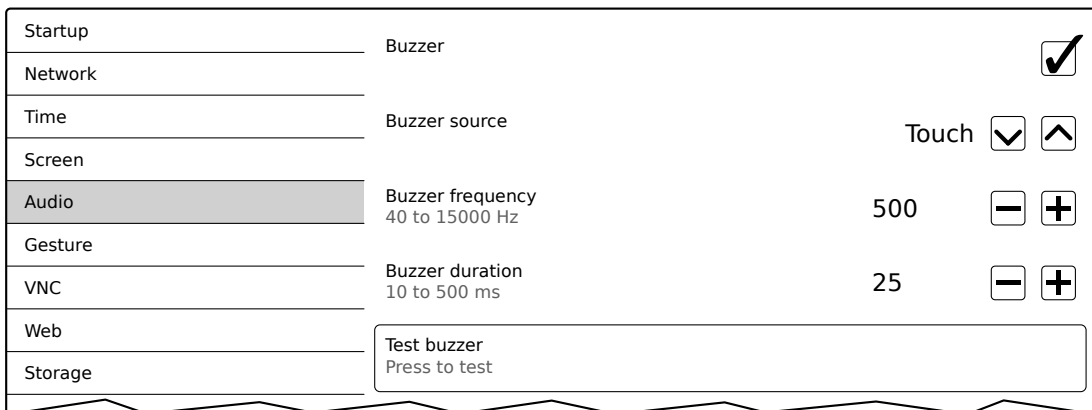 Startup
Network
Time
Screen
Audio
Gesture
VNC
Web
Storage
Buzzer
Buzzer source
Touch
Buzzer frequency
40 to 15000 Hz
500
Buzzer duration
10 to 500 ms
25
Test buzzer
Press to test